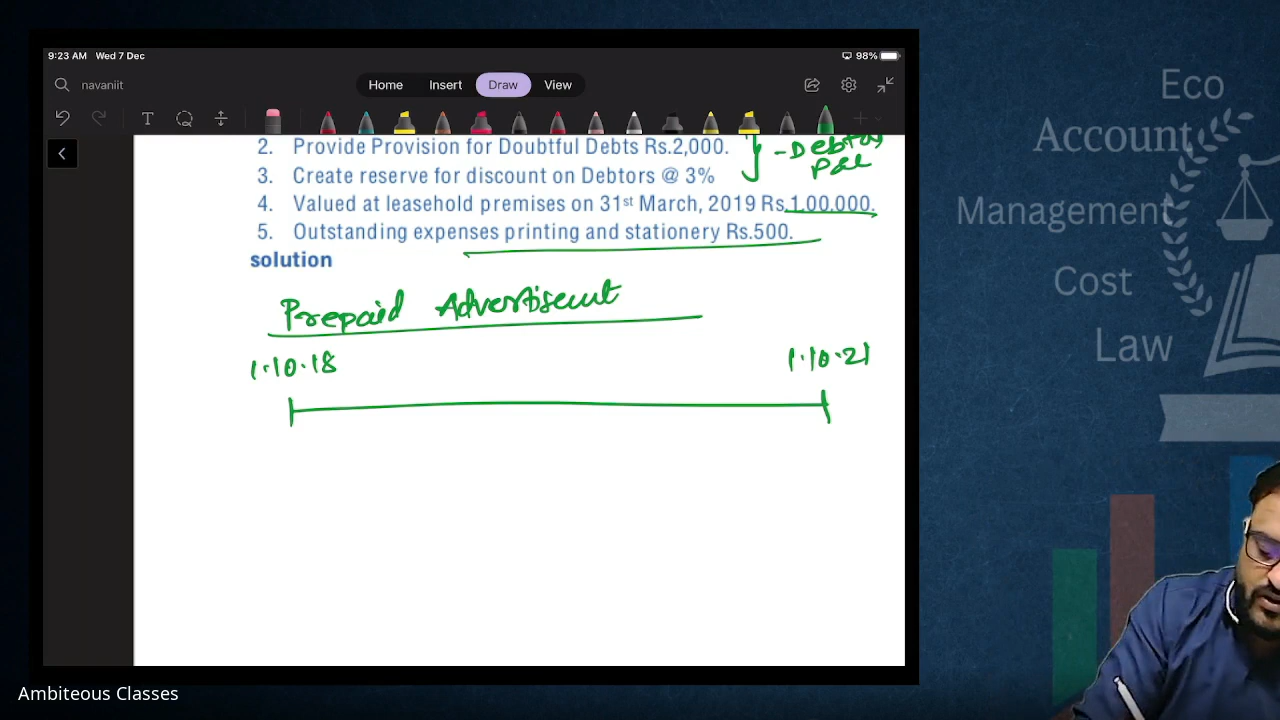 9:23 AM Wed 7 Dec
98%
navaniit
Home Insert Draw View
T
2. Provide Provision for Doubtful Debts Rs.2,000.
- Debtors
P&L
3. Create reserve for discount on Debtors @ 3%
4. Valued at leasehold premises on 31st March, 2019 Rs.1,00,000.
5. Outstanding expenses printing and stationery Rs.500.
solution
Prepaid Advertisemt
1.10.18
1.10.21
Eco
Account
Management
Cost
Law
Ambiteous Classes